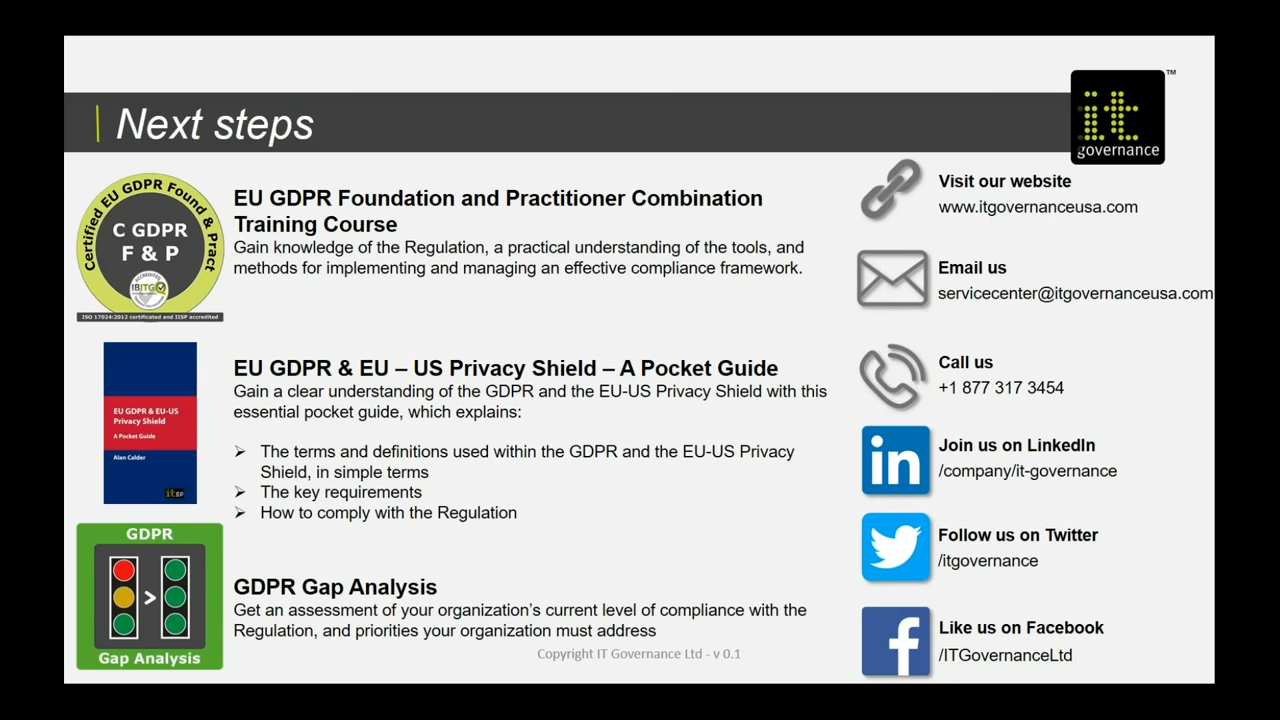 Next steps
it
governance
TM
Certified EU GDPR Found & Pract
C GDPR
F & P
ACCREDITED
IBITGQ
ISO 17024:2012 certificated and IISP accredited
EU GDPR Foundation and Practitioner Combination
Training Course
Gain knowledge of the Regulation, a practical understanding of the tools, and
methods for implementing and managing an effective compliance framework.
EU GDPR & EU-US
Privacy Shield
A Pocket Guide
Alan Calder
EU GDPR & EU – US Privacy Shield – A Pocket Guide
Gain a clear understanding of the GDPR and the EU-US Privacy Shield with this
essential pocket guide, which explains:
➢ The terms and definitions used within the GDPR and the EU-US Privacy
Shield, in simple terms
➢ The key requirements
➢ How to comply with the Regulation
GDPR
>
Gap Analysis
GDPR Gap Analysis
Get an assessment of your organization’s current level of compliance with the
Regulation, and priorities your organization must address
Copyright IT Governance Ltd - v 0.1
Visit our website
www.itgovernanceusa.com
Email us
servicecenter@itgovernanceusa.com
Call us
+1 877 317 3454
in
Join us on LinkedIn
/company/it-governance
Follow us on Twitter
/itgovernance
f
Like us on Facebook
/ITGovernanceLtd